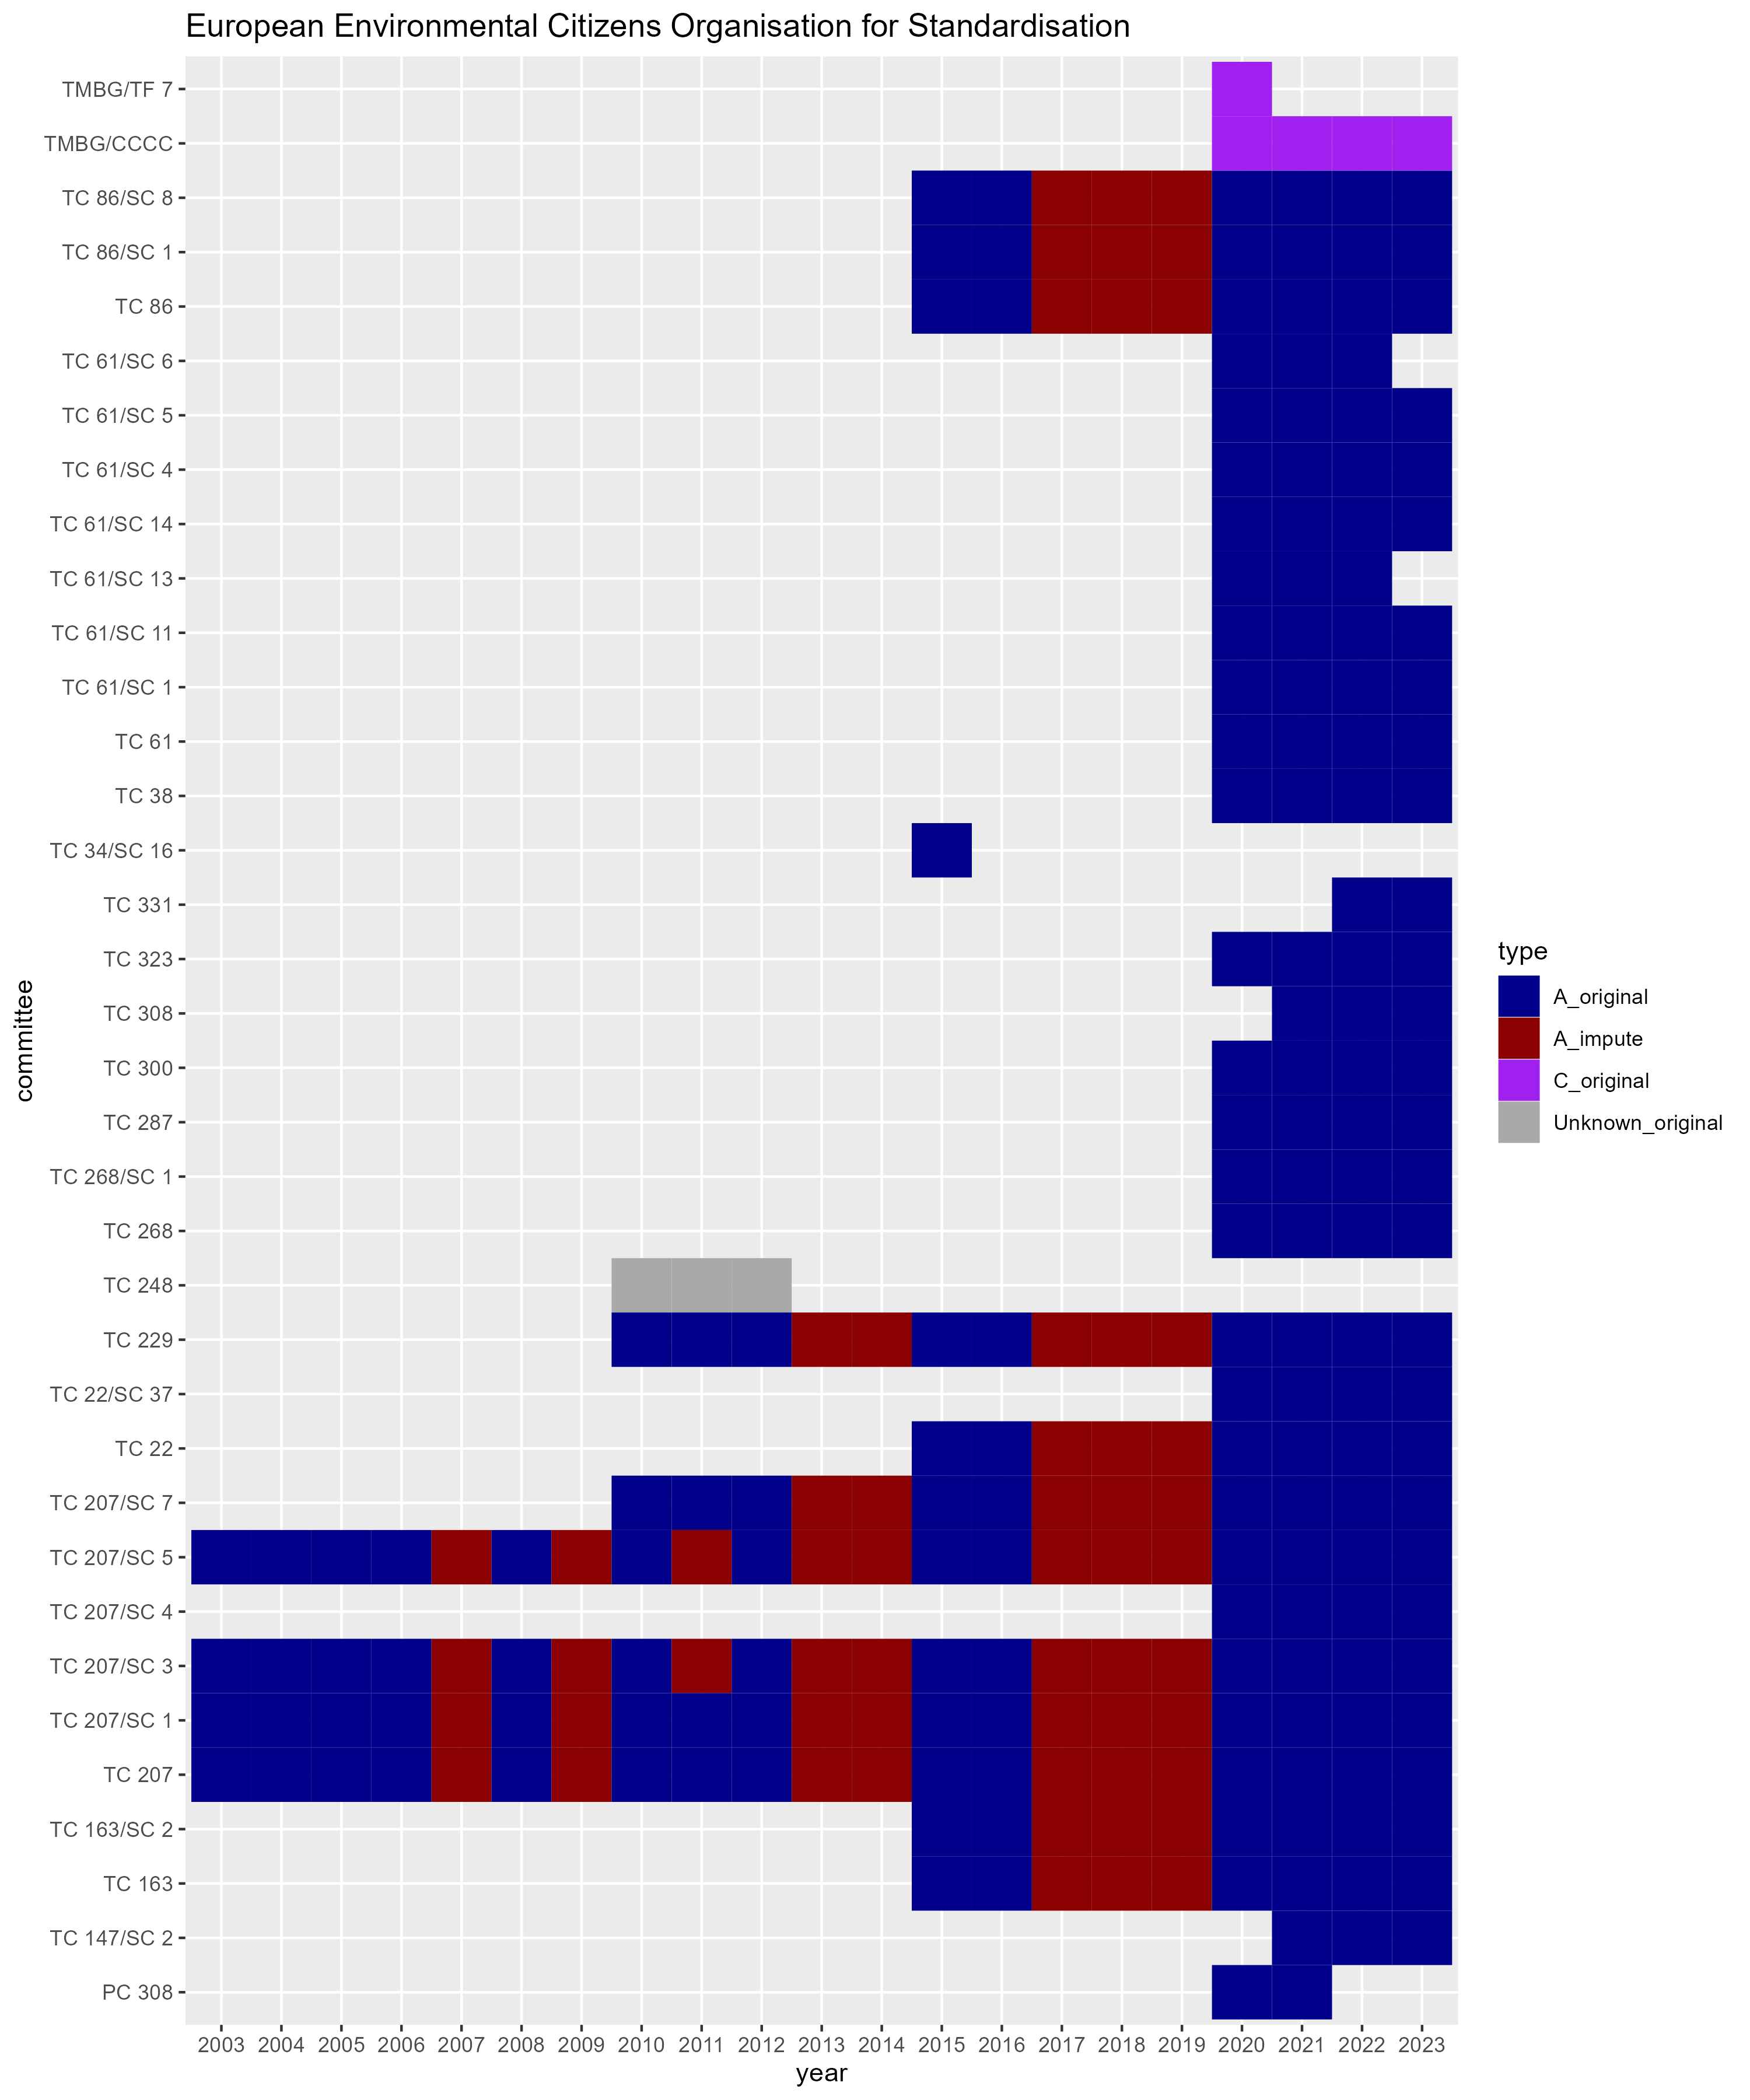 European Environmental Citizens Organisation for Standardisation
TMBG/TF 7
TMBG/CCCC
TC 86/SC 8
TC 86/SC 1
TC 86
TC 61/SC 6
TC 61/SC 5
TC 61/SC 4
TC 61/SC 14
TC 61/SC 13
TC 61/SC 11
TC 61/SC 1
TC 61
TC 38
TC 34/SC 16
TC 331
TC 323
TC 308
TC 300
TC 287
TC 268/SC 1
TC 268
TC 248
TC 229
TC 22/SC 37
TC 22
TC 207/SC 7
TC 207/SC 5
TC 207/SC 4
TC 207/SC 3
TC 207/SC 1
TC 207
TC 163/SC 2
TC 163
TC 147/SC 2
PC 308
committee
2003 2004 2005 2006 2007 2008 2009 2010 2011 2012 2013 2014 2015 2016 2017 2018 2019 2020 2021 2022 2023
year
type
A_original
A_impute
C_original
Unknown_original